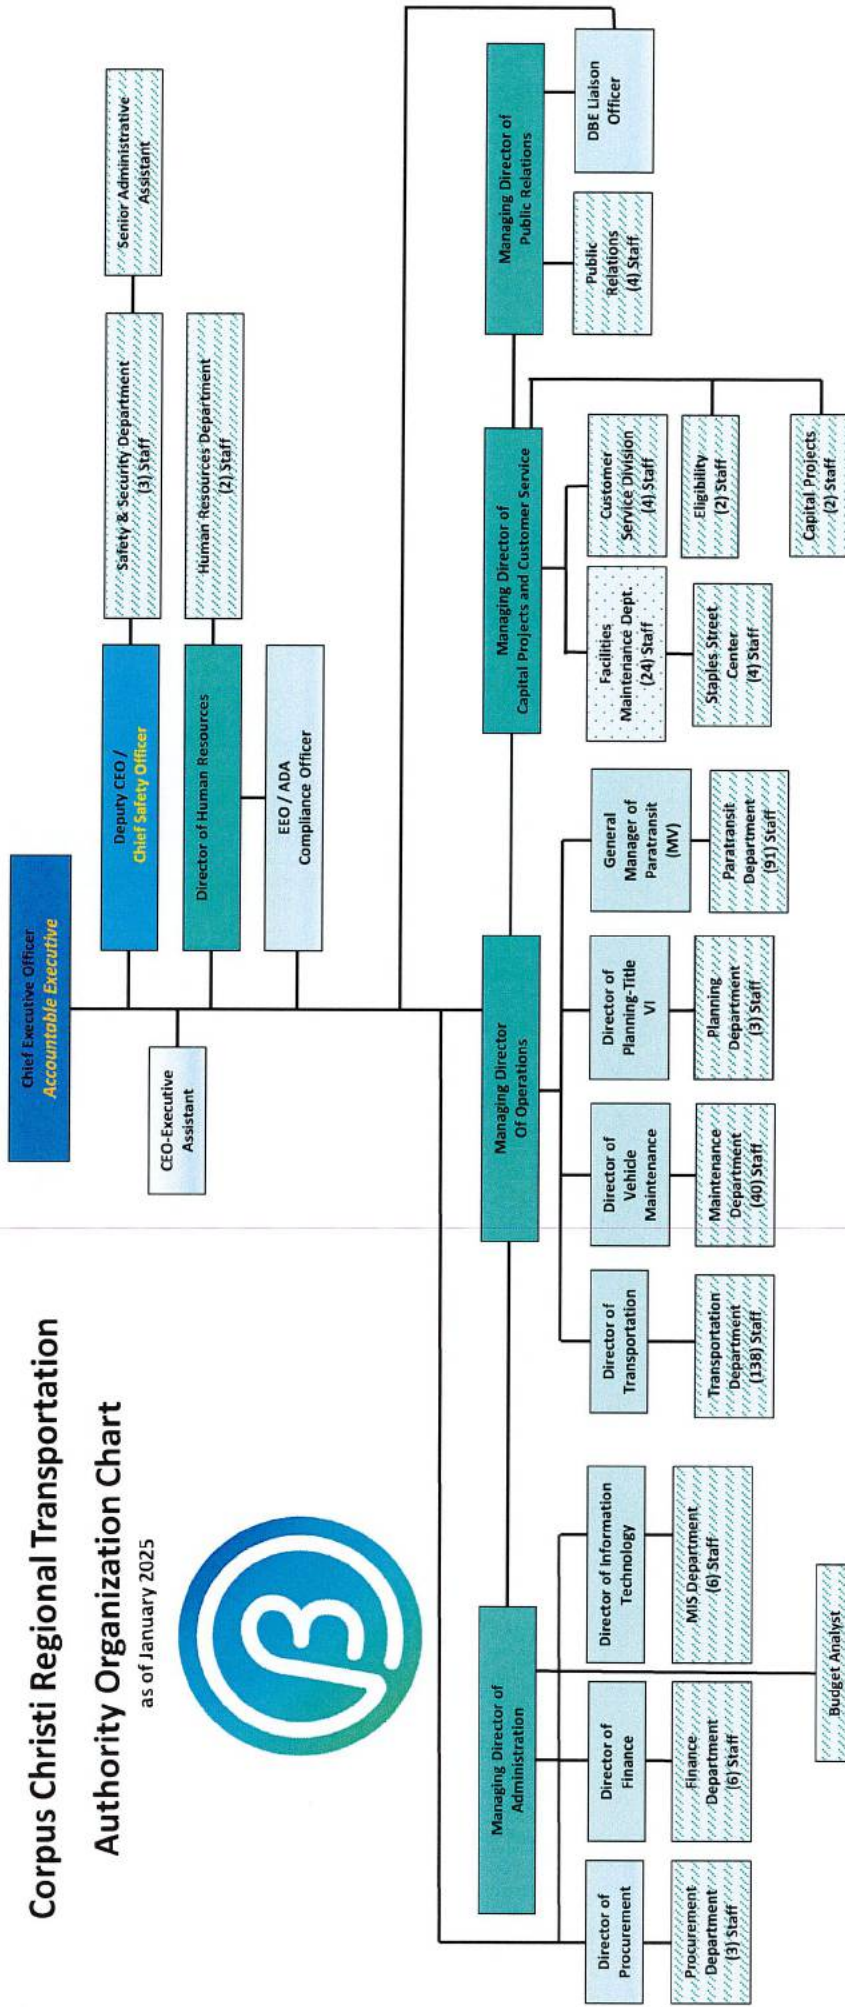 Corpus Christi Regional Transportation
Authority Organization Chart
as of January 2025
Chief Executive Officer
Accountable Executive
CEO-Executive
Assistant
Deputy CEO /
Chief Safety Officer
Safety & Security Department
(3) Staff
Senior Administrative
Assistant
Director of Human Resources
Human Resources Department
(2) Staff
EEO / ADA
Compliance Officer
Managing Director of
Administration
Managing Director
Of Operations
Managing Director of
Capital Projects and Customer Service
Managing Director of
Public Relations
Director of
Procurement
Procurement
Department
(3) Staff
Director of
Finance
Finance
Department
(6) Staff
Director of Information
Technology
MIS Department
(6) Staff
Budget Analyst
Director of
Transportation
Transportation
Department
(138) Staff
Director of
Vehicle
Maintenance
Maintenance
Department
(40) Staff
Director of
Planning-Title
VI
Planning
Department
(3) Staff
General
Manager of
Paratransit
(MV)
Paratransit
Department
(91) Staff
Facilities
Maintenance Dept.
(24) Staff
Staples Street
Center
(4) Staff
Customer
Service Division
(4) Staff
Eligibility
(2) Staff
Capital Projects
(2) Staff
Public
Relations
(4) Staff
DBE Liaison
Officer